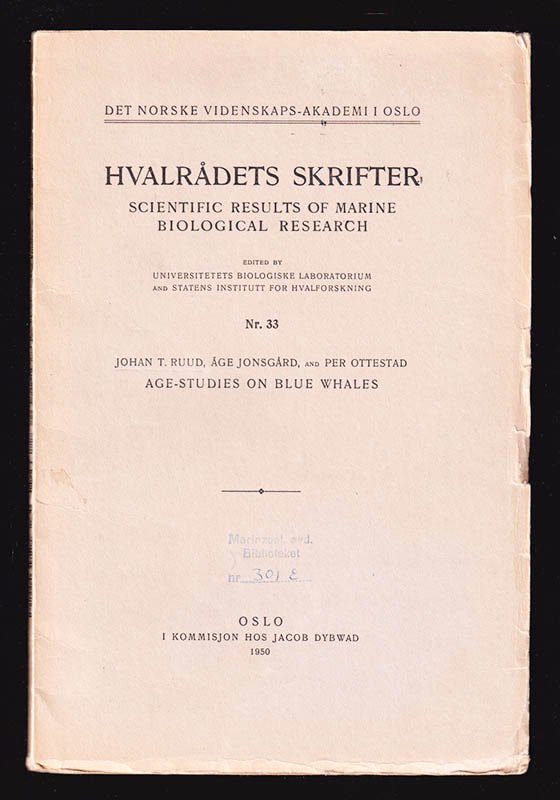 DET NORSKE VIDENSKAPS-AKADEMI I OSLO
HVALRÅDETS SKRIFTER
SCIENTIFIC RESULTS OF MARINE
BIOLOGICAL RESEARCH
EDITED BY
UNIVERSITETETS BIOLOGISKE LABORATORIUM
AND STATENS INSTITUTT FOR HVALFORSKNING
Nr. 33
JOHAN T. RUUD, ÅGE JONSGÅRD, AND PER OTTESTAD
AGE-STUDIES ON BLUE WHALES
Biblioteket
nr 301
OSLO
I KOMMISJON HOS JACOB DYBWAD
1950